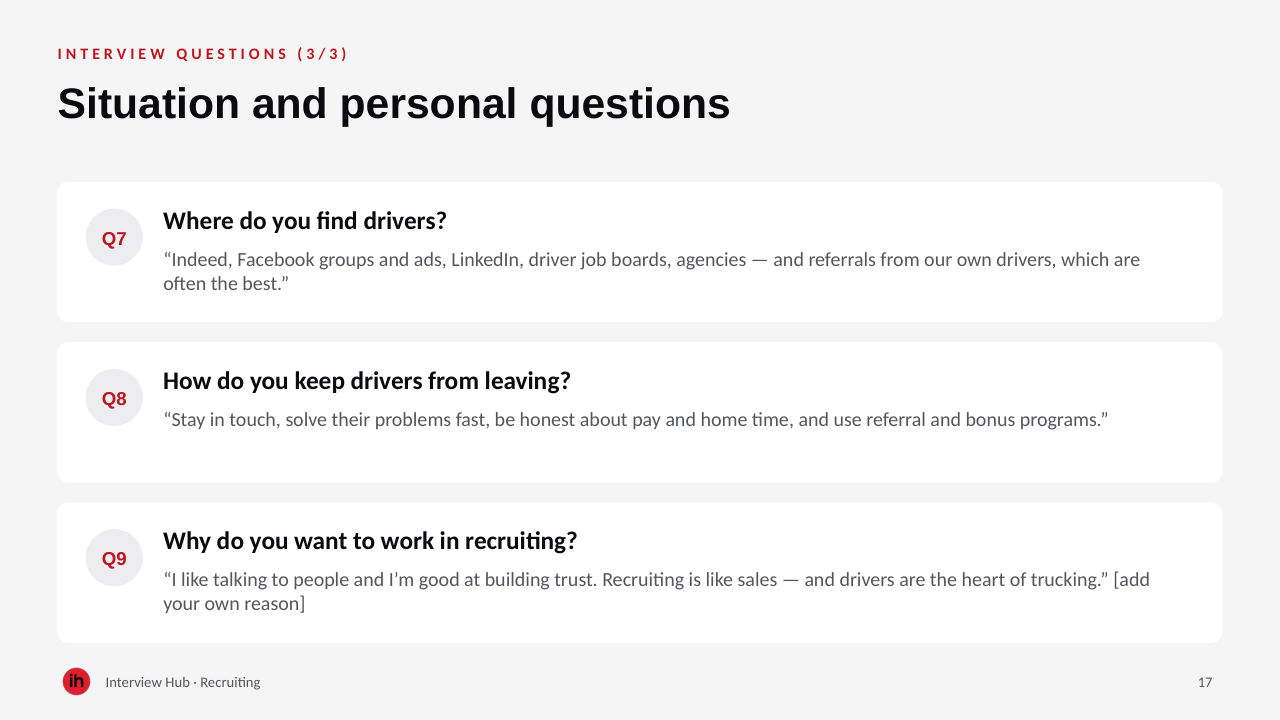 INTERVIEW QUESTIONS (3/3)
Situation and personal questions
Q7
Where do you find drivers?
“Indeed, Facebook groups and ads, LinkedIn, driver job boards, agencies — and referrals from our own drivers, which are
often the best.”
Q8
How do you keep drivers from leaving?
“Stay in touch, solve their problems fast, be honest about pay and home time, and use referral and bonus programs.”
Q9
Why do you want to work in recruiting?
“I like talking to people and I’m good at building trust. Recruiting is like sales — and drivers are the heart of trucking.” [add
your own reason]
ih
Interview Hub · Recruiting
17